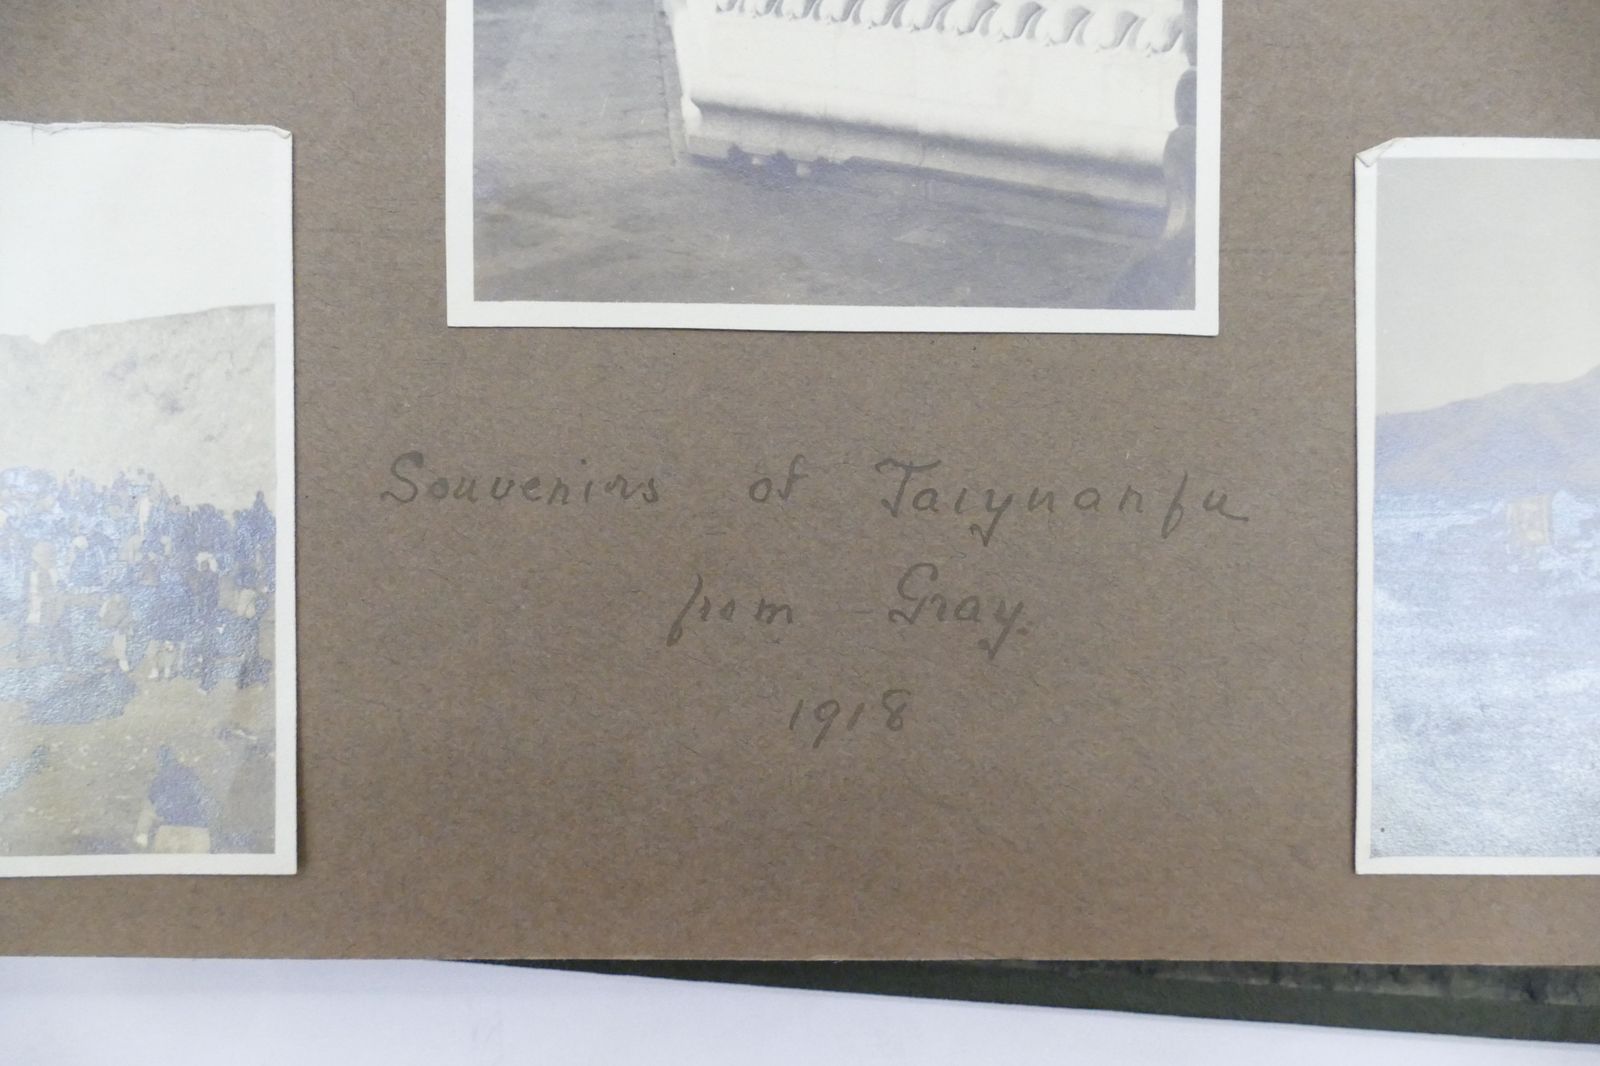 Souvenirs of Taiyuanfu
from - Gray.
1918